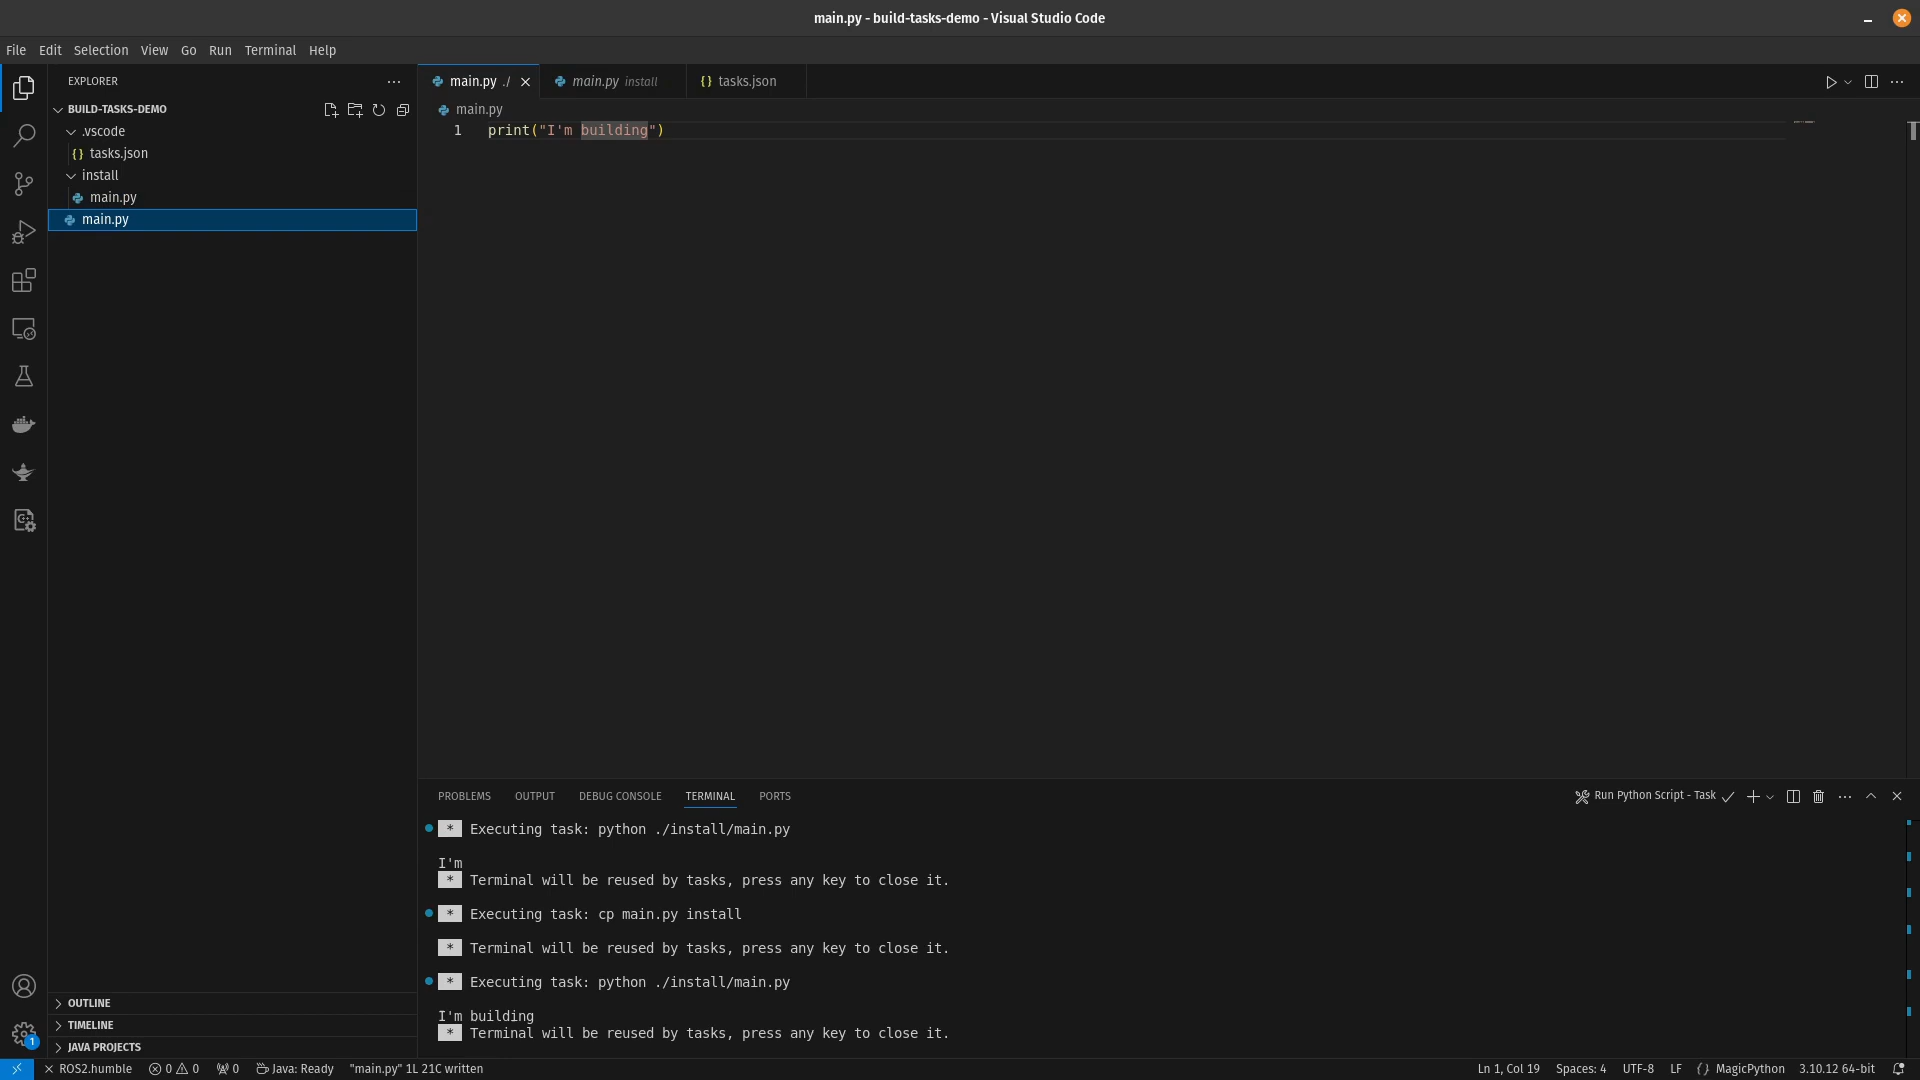 main.py - build-tasks-demo - Visual Studio Code
File Edit Selection View Go Run Terminal Help
EXPLORER
BUILD-TASKS-DEMO
.vscode
{} tasks.json
install
main.py
main.py
OUTLINE
TIMELINE
JAVA PROJECTS
main.py ./ main.py install {} tasks.json
main.py
1 print("I'm building")
PROBLEMS OUTPUT DEBUG CONSOLE TERMINAL PORTS
Run Python Script - Task
* Executing task: python ./install/main.py
I'm
* Terminal will be reused by tasks, press any key to close it.
* Executing task: cp main.py install
* Terminal will be reused by tasks, press any key to close it.
* Executing task: python ./install/main.py
I'm building
* Terminal will be reused by tasks, press any key to close it.
1
ROS2.humble 0 0 0 Java: Ready "main.py" 1L 21C written Ln 1, Col 19 Spaces: 4 UTF-8 LF {} MagicPython 3.10.12 64-bit